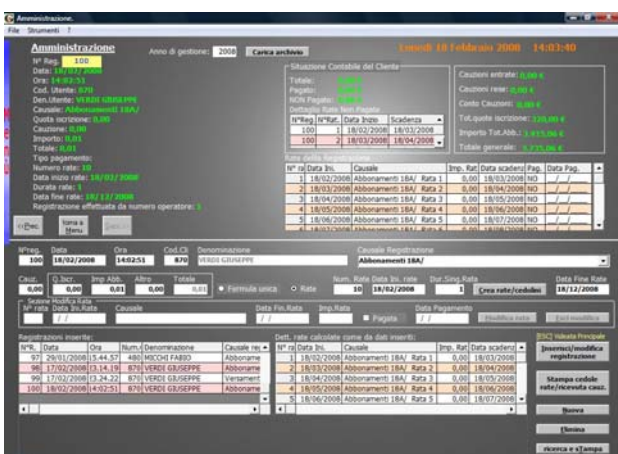 Amministrazione.
File Strumenti ?
Amministrazione
Anno di gestione: 2008 Carica archivio
Lunedì 18 Febbraio 2008 14:03:40
N° Reg. 100
Data: 18/02/2008
Ora: 14:02:51
Cod. Utente: 870
Den.Utente: VERDI GIUSEPPE
Causale: Abbonamenti 18A/
Quota iscrizione: 0,00
Cauzione: 0,00
Importo: 0,01
Totale: 0,01
Tipo pagamento:
Numero rate: 10
Data inizio rate: 18/02/2008
Durata rate: 1
Data fine rate: 18/12/2008
Registrazione effettuata da numero operatore: 1
Situazione Contabile del Cliente
Totale:
Pagato:
NON Pagato:
Dettaglio Rate Non Pagate
N°Reg. N°Rat. Data Inizo Scadenza
100 1 18/02/2008 18/03/2008
100 2 18/03/2008 18/04/2008
Cauzioni entrate: 0,00 €
Cauzioni rese: 0,00 €
Conto Cauzioni: 0,00 €
Tot.quote iscrizione: 320,00 €
Importo Tot.Abb.:
Totale generale:
Rate della Registrazione
N° ra Data Ini. Causale Imp. Rat Data scadenz Pag. Data Pag.
1 18/02/2008 Abbonamenti 18A/ Rata 1 0,00 18/03/2008 NO _/_/_
2 18/03/2008 Abbonamenti 18A/ Rata 2 0,00 18/04/2008 NO _/_/_
3 18/04/2008 Abbonamenti 18A/ Rata 3 0,00 18/05/2008 NO _/_/_
4 18/05/2008 Abbonamenti 18A/ Rata 4 0,00 18/06/2008 NO _/_/_
5 18/06/2008 Abbonamenti 18A/ Rata 5 0,00 18/07/2008 NO _/_/_
<<Prec. torna a Menu
N°reg. Data Ora Cod.Cli Denominazione Causale Registrazione
100 18/02/2008 14:02:51 870 VERDI GIUSEPPE Abbonamenti 18A/
Cauz. Q.Iscr. Imp Abb. Altro Totale Num. Rate Data Ini. rate Dur.Sing.Rata Data Fine Rate
0,00 0,00 0,01 0,00 0,01 Formula unica Rate 10 18/02/2008 1 Crea rate/cedolini 18/12/2008
Sezione Modifica Rata
N° rata Data Ini.Rata Causale Data Fin.Rata Imp.Rata Data Pagamento
/ / / / Pagata / / Modifica rata Esci modifica
Registrazioni inserite:
N°R. Data Ora Num.C Denominazione Causale reg
97 29/01/2008 15.44.57 480 MICCHI FABIO Abboname
98 17/02/2008 13.14.19 870 VERDI GIUSEPPE Abboname
99 17/02/2008 13.24.22 870 VERDI GIUSEPPE Versament
100 18/02/2008 14:02:51 870 VERDI GIUSEPPE Abboname
Dett. rate calcolate come da dati inseriti:
N° ra Data Ini. Causale Imp. Rat Data scadenz
1 18/02/2008 Abbonamenti 18A/ Rata 1 0,00 18/03/2008
2 18/03/2008 Abbonamenti 18A/ Rata 2 0,00 18/04/2008
3 18/04/2008 Abbonamenti 18A/ Rata 3 0,00 18/05/2008
4 18/05/2008 Abbonamenti 18A/ Rata 4 0,00 18/06/2008
5 18/06/2008 Abbonamenti 18A/ Rata 5 0,00 18/07/2008
[ESC] Videata Principale
Inserisci/modifica registrazione
Stampa cedole rate/ricevuta cauz.
Nuova
Elimina
ricerca e sTampa